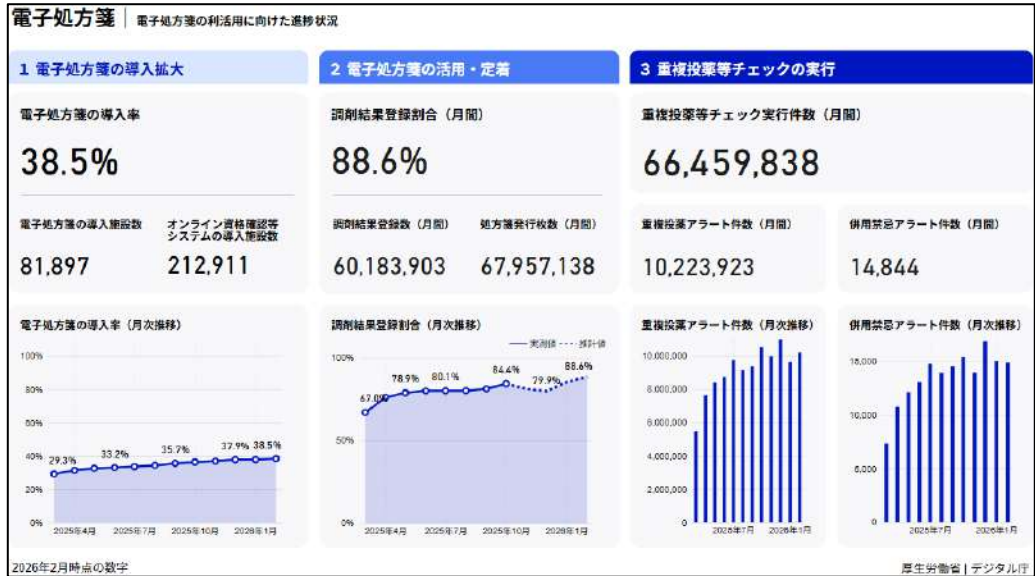 電子処方箋 電子処方箋の利活用に向けた進捗状況
1 電子処方箋の導入拡大
電子処方箋の導入率
38.5%
電子処方箋の導入施設数
81,897
オンライン資格確認等
システムの導入施設数
212,911
電子処方箋の導入率（月次推移）
100%
80%
60%
40%
20%
0%
29.3%
33.2%
35.7%
37.9%
38.5%
2025年4月
2025年7月
2025年10月
2026年1月
2 電子処方箋の活用・定着
調剤結果登録割合（月間）
88.6%
調剤結果登録数（月間）
60,183,903
処方箋発行枚数（月間）
67,957,138
調剤結果登録割合（月次推移）
実測値
推計値
100%
50%
0%
67.0%
78.9%
80.1%
84.4%
79.9%
88.6%
2025年4月
2025年7月
2025年10月
2026年1月
3 重複投薬等チェックの実行
重複投薬等チェック実行件数（月間）
66,459,838
重複投薬アラート件数（月間）
10,223,923
併用禁忌アラート件数（月間）
14,844
重複投薬アラート件数（月次推移）
10,000,000
8,000,000
6,000,000
4,000,000
2,000,000
0
2025年7月
2026年1月
併用禁忌アラート件数（月次推移）
15,000
10,000
5,000
0
2025年7月
2026年1月
2026年2月時点の数字
厚生労働省 | デジタル庁